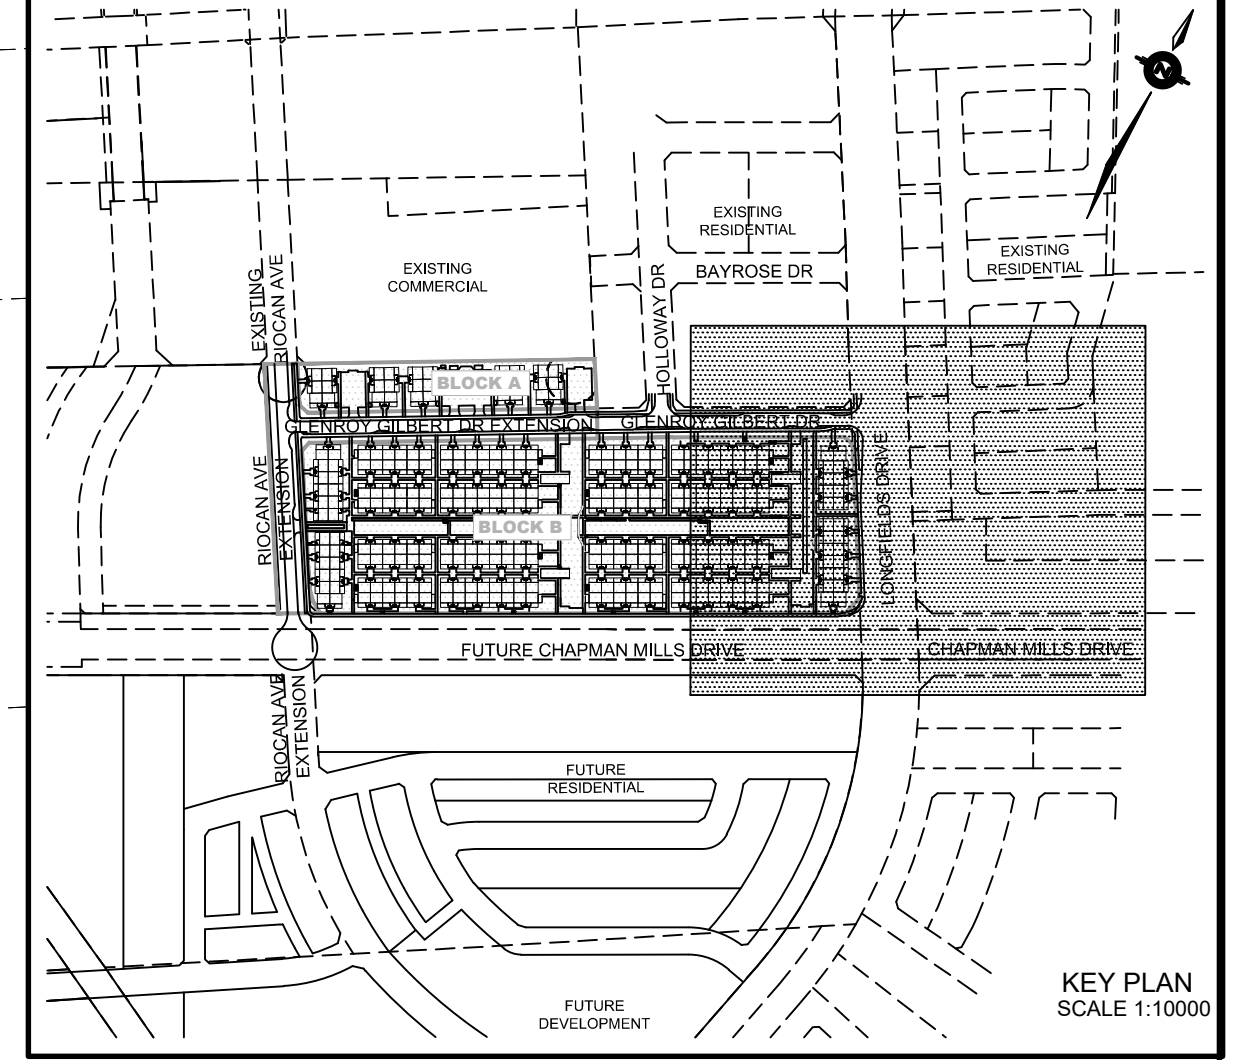 EXISTING
RESIDENTIAL
EXISTING
RESIDENTIAL
EXISTING
COMMERCIAL
BAYROSE DR
HOLLOWAY DR
EXISTING
RIOCAN AVE
BLOCK A
GLENROY GILBERT DR EXTENSION
GLENROY GILBERT DR
RIOCAN AVE
EXTENSION
BLOCK B
LONGFIELDS DRIVE
FUTURE CHAPMAN MILLS DRIVE
CHAPMAN MILLS DRIVE
RIOCAN AVE
EXTENSION
FUTURE
RESIDENTIAL
FUTURE
DEVELOPMENT
KEY PLAN
SCALE 1:10000
N